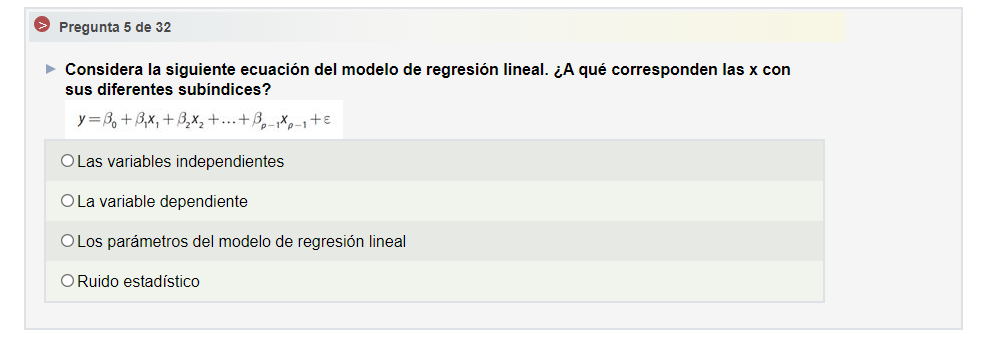 Pregunta 5 de 32
Considera la siguiente ecuación del modelo de regresión lineal. ¿A qué corresponden las x con
sus diferentes subíndices?
y=β₀+β₁x₁+β₂x₂+...+βₚ₋₁xₚ₋₁+ε
Las variables independientes
La variable dependiente
Los parámetros del modelo de regresión lineal
Ruido estadístico